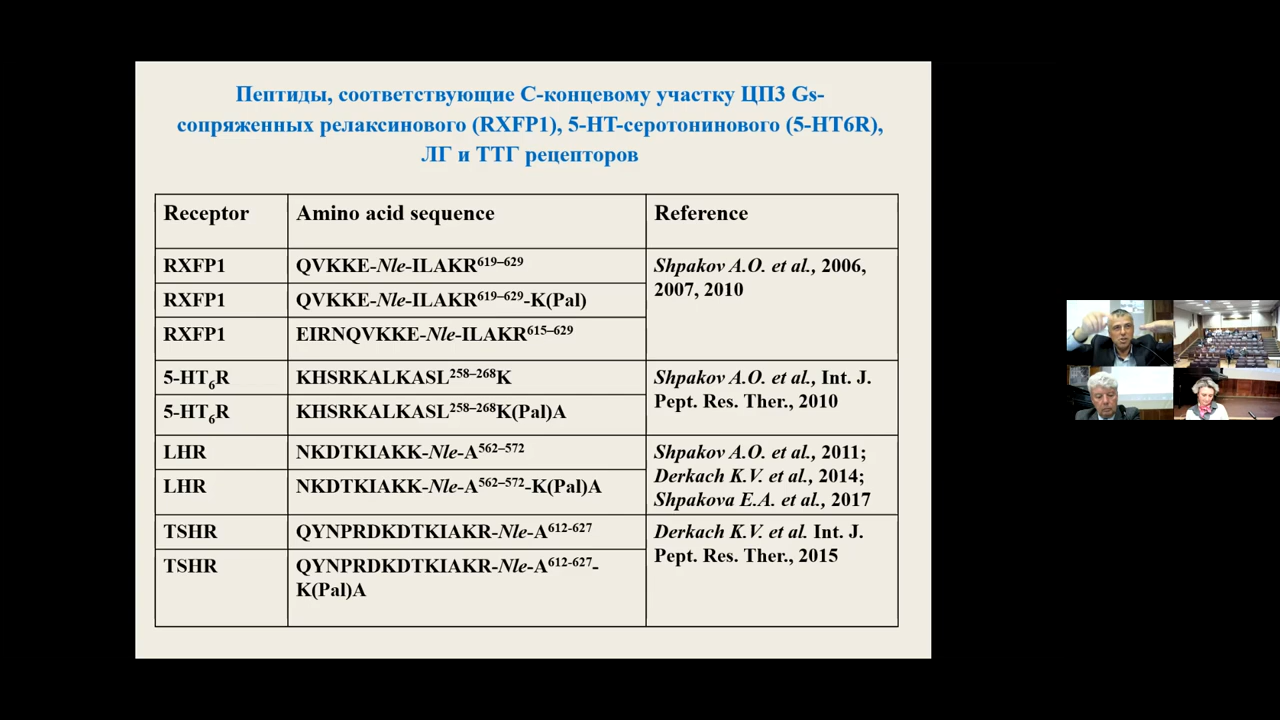 Пептиды, соответствующие С-концевому участку ЦП3 Gs-
сопряженных релаксинового (RXFP1), 5-НТ-серотонинового (5-HT6R),
ЛГ и ТТГ рецепторов
Receptor Amino acid sequence Reference
RXFP1 QVKKE-Nle-ILAKR⁶¹⁹⁻⁶²⁹ Shpakov A.O. et al., 2006,
2007, 2010
RXFP1 QVKKE-Nle-ILAKR⁶¹⁹⁻⁶²⁹-K(Pal)
RXFP1 EIRNQVKKE-Nle-ILAKR⁶¹⁵⁻⁶²⁹
5-HT₆R KHSRKALKASL²⁵⁸⁻²⁶⁸K Shpakov A.O. et al., Int. J.
Pept. Res. Ther., 2010
5-HT₆R KHSRKALKASL²⁵⁸⁻²⁶⁸K(Pal)A
LHR NKDTKIAKK-Nle-A⁵⁶²⁻⁵⁷² Shpakov A.O. et al., 2011;
Derkach K.V. et al., 2014;
LHR NKDTKIAKK-Nle-A⁵⁶²⁻⁵⁷²-K(Pal)A
Shpakova E.A. et al., 2017
TSHR QYNPRDKDTKIAKR-Nle-A⁶¹²⁻⁶²⁷ Derkach K.V. et al. Int. J.
Pept. Res. Ther., 2015
TSHR QYNPRDKDTKIAKR-Nle-A⁶¹²⁻⁶²⁷-
K(Pal)A